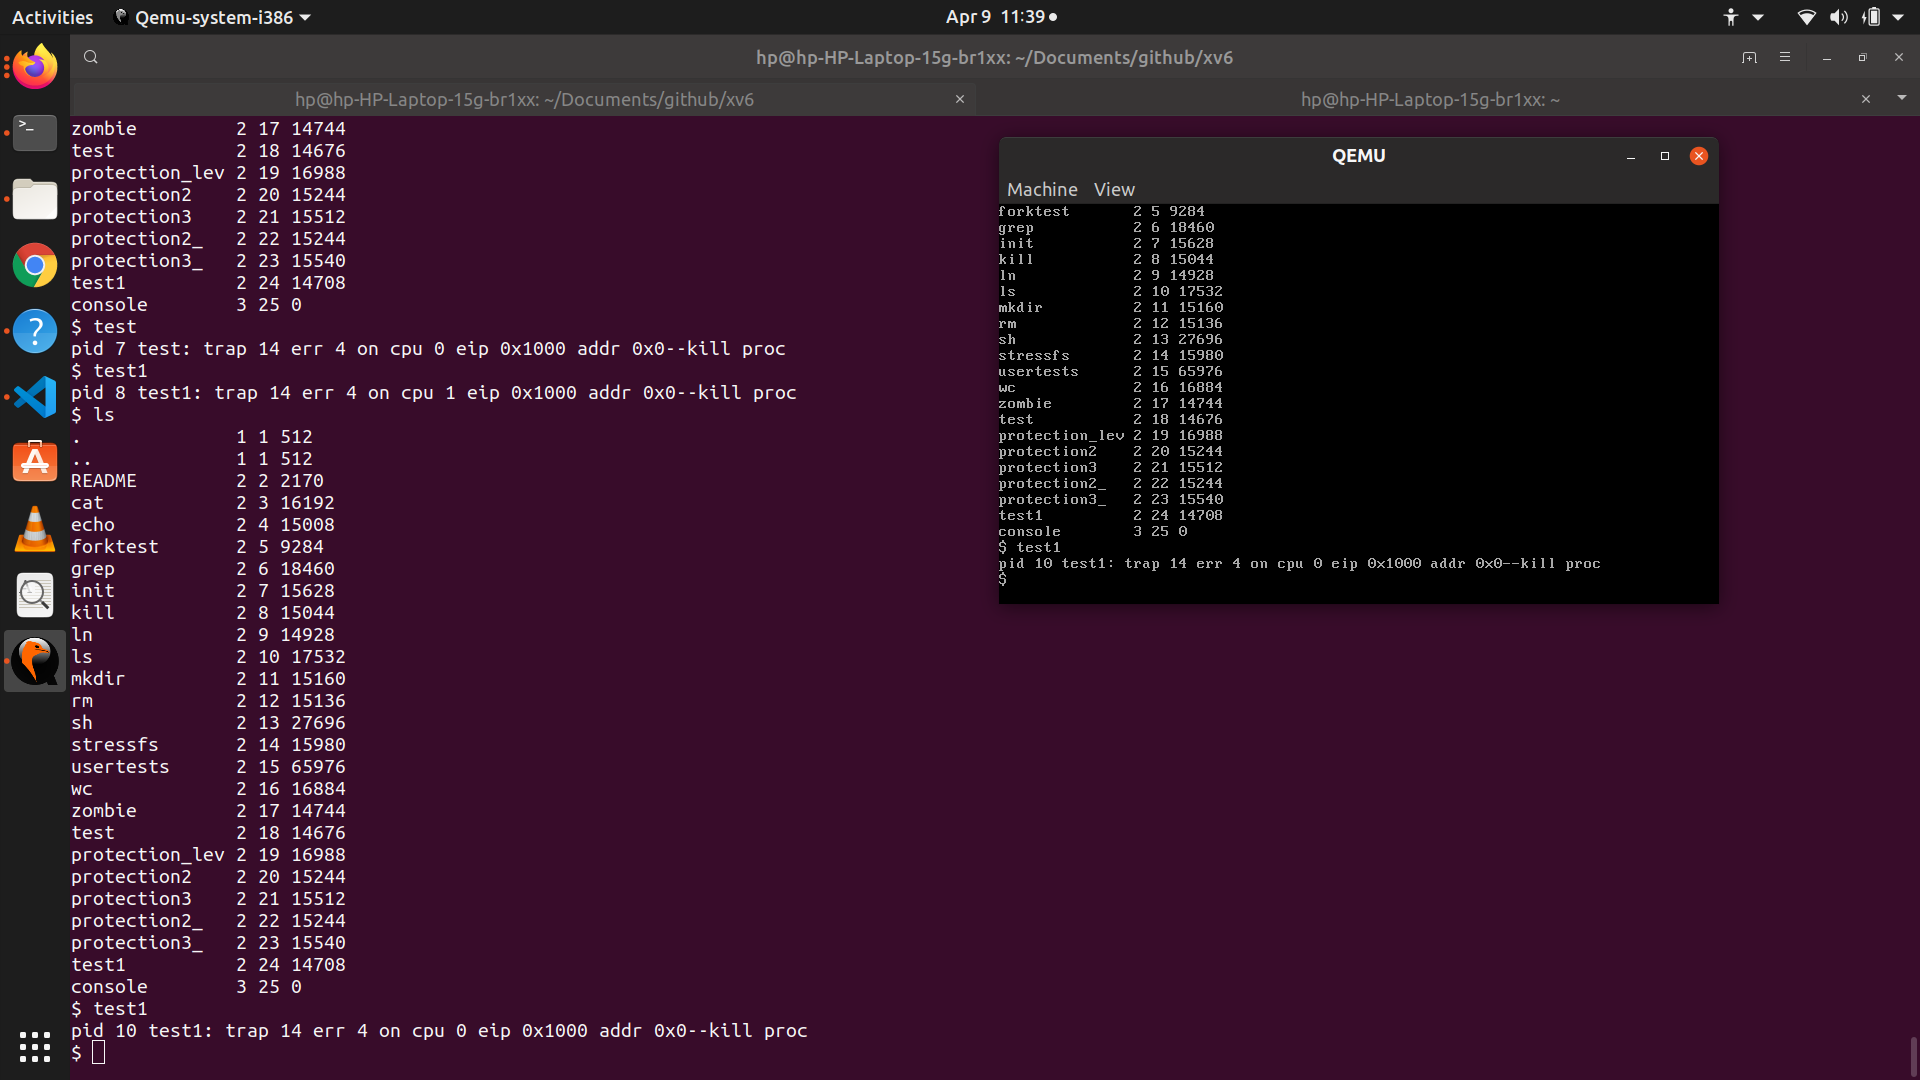 Activities Qemu-system-i386 Apr 9 11:39
hp@hp-HP-Laptop-15g-br1xx: ~/Documents/github/xv6
hp@hp-HP-Laptop-15g-br1xx: ~/Documents/github/xv6 hp@hp-HP-Laptop-15g-br1xx: ~
zombie 2 17 14744
test 2 18 14676
protection_lev 2 19 16988
protection2 2 20 15244
protection3 2 21 15512
protection2_ 2 22 15244
protection3_ 2 23 15540
test1 2 24 14708
console 3 25 0
$ test
pid 7 test: trap 14 err 4 on cpu 0 eip 0x1000 addr 0x0--kill proc
$ test1
pid 8 test1: trap 14 err 4 on cpu 1 eip 0x1000 addr 0x0--kill proc
$ ls
. 1 1 512
.. 1 1 512
README 2 2 2170
cat 2 3 16192
echo 2 4 15008
forktest 2 5 9284
grep 2 6 18460
init 2 7 15628
kill 2 8 15044
ln 2 9 14928
ls 2 10 17532
mkdir 2 11 15160
rm 2 12 15136
sh 2 13 27696
stressfs 2 14 15980
usertests 2 15 65976
wc 2 16 16884
zombie 2 17 14744
test 2 18 14676
protection_lev 2 19 16988
protection2 2 20 15244
protection3 2 21 15512
protection2_ 2 22 15244
protection3_ 2 23 15540
test1 2 24 14708
console 3 25 0
$ test1
pid 10 test1: trap 14 err 4 on cpu 0 eip 0x1000 addr 0x0--kill proc
$
QEMU
Machine View
forktest 2 5 9284
grep 2 6 18460
init 2 7 15628
kill 2 8 15044
ln 2 9 14928
ls 2 10 17532
mkdir 2 11 15160
rm 2 12 15136
sh 2 13 27696
stressfs 2 14 15980
usertests 2 15 65976
wc 2 16 16884
zombie 2 17 14744
test 2 18 14676
protection_lev 2 19 16988
protection2 2 20 15244
protection3 2 21 15512
protection2_ 2 22 15244
protection3_ 2 23 15540
test1 2 24 14708
console 3 25 0
$ test1
pid 10 test1: trap 14 err 4 on cpu 0 eip 0x1000 addr 0x0--kill proc
$